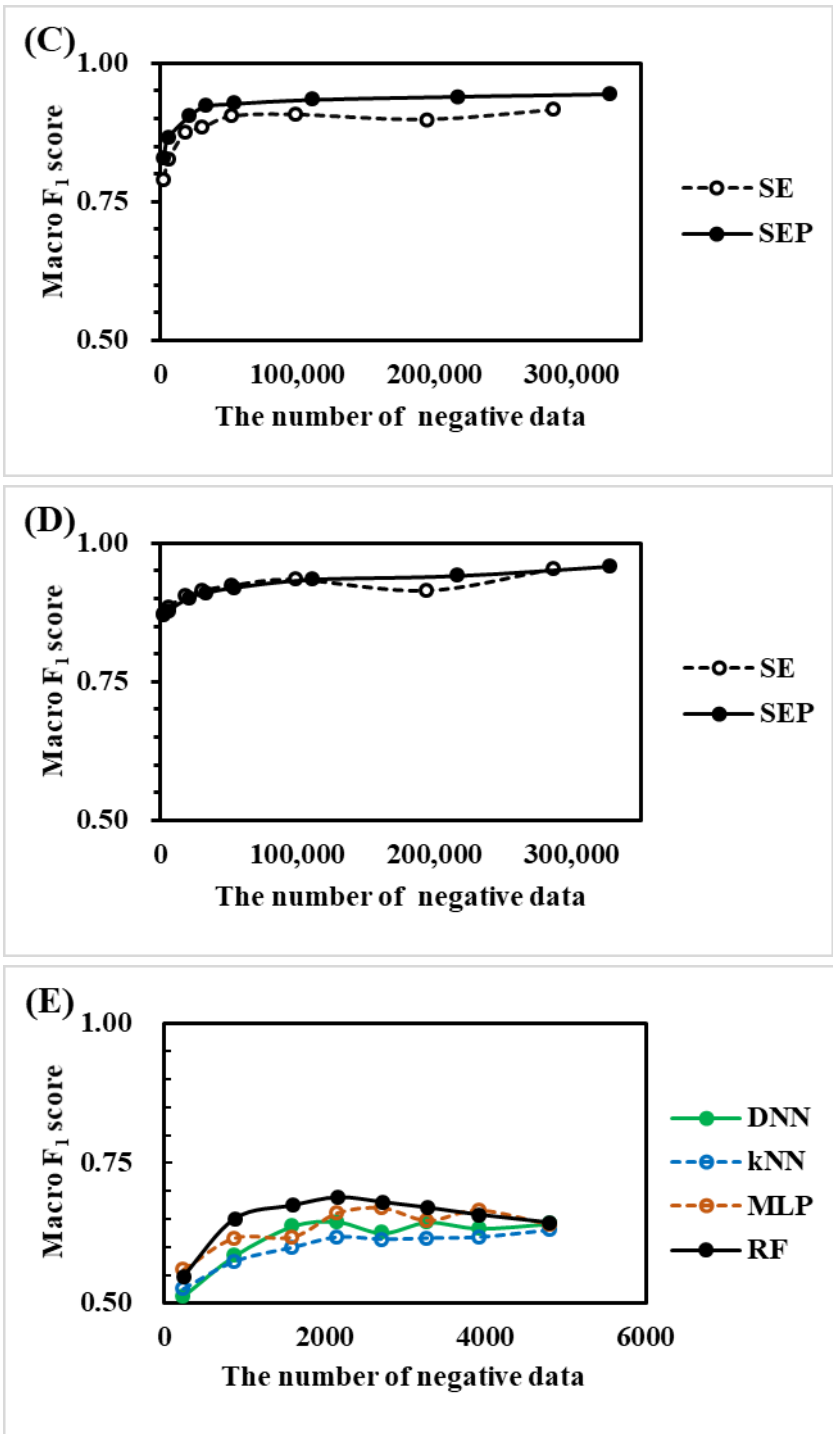 (C)
1.00
0.75
0.50
Macro F₁ score
0 100,000 200,000 300,000
The number of negative data
SE
SEP
(D)
1.00
0.75
0.50
Macro F₁ score
0 100,000 200,000 300,000
The number of negative data
SE
SEP
(E)
1.00
0.75
0.50
Macro F₁ score
0 2000 4000 6000
The number of negative data
DNN
kNN
MLP
RF